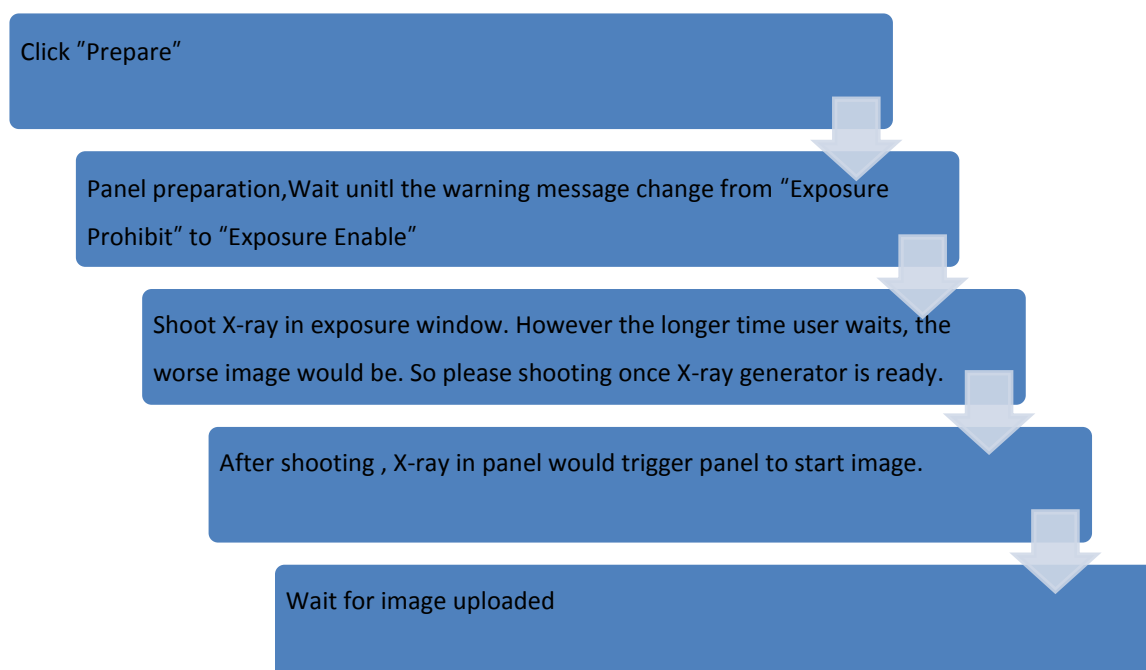 Click "Prepare"
Panel preparation,Wait unitl the warning message change from "Exposure
Prohibit" to "Exposure Enable"
Shoot X-ray in exposure window. However the longer time user waits, the
worse image would be. So please shooting once X-ray generator is ready.
After shooting , X-ray in panel would trigger panel to start image.
Wait for image uploaded